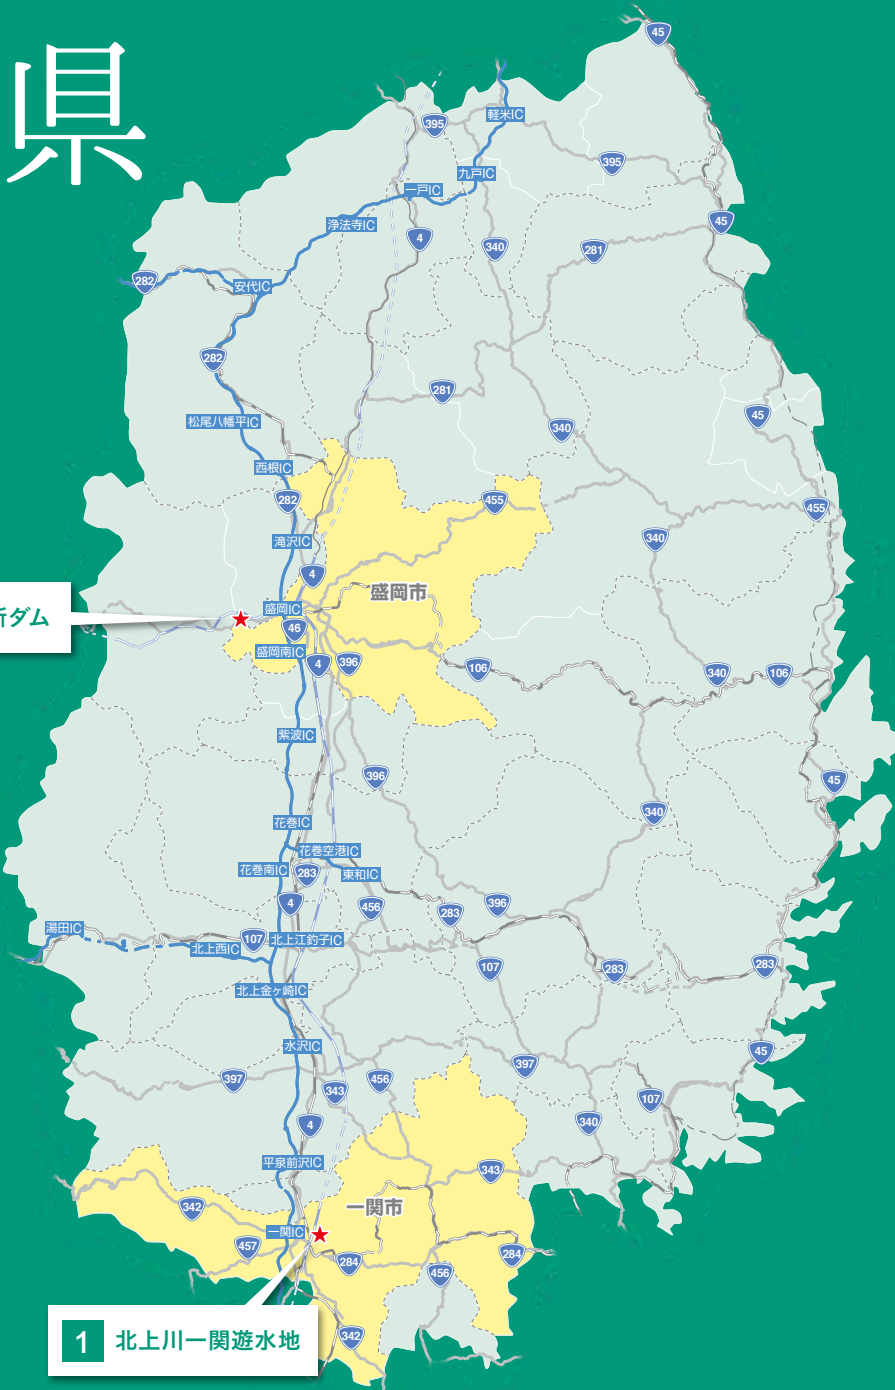 県
45
395
軽米IC
395
九戸IC
一戸IC
浄法寺IC
45
4
340
281
282
安代IC
282
281
45
松尾八幡平IC
340
西根IC
282
455
455
滝沢IC
340
4
盛岡市
盛岡IC
ダム
46
盛岡南IC
4
396
106
340
106
紫波IC
396
45
花巻IC
340
花巻空港IC
花巻南IC
283
東和IC
4
456
283
396
湯田IC
107
北上江釣子IC
北上西IC
107
283
283
北上金ヶ崎IC
水沢IC
45
397
397
343
456
107
4
340
平泉前沢IC
343
342
一関市
一関IC
457
284
284
456
1 北上川一関遊水地
342